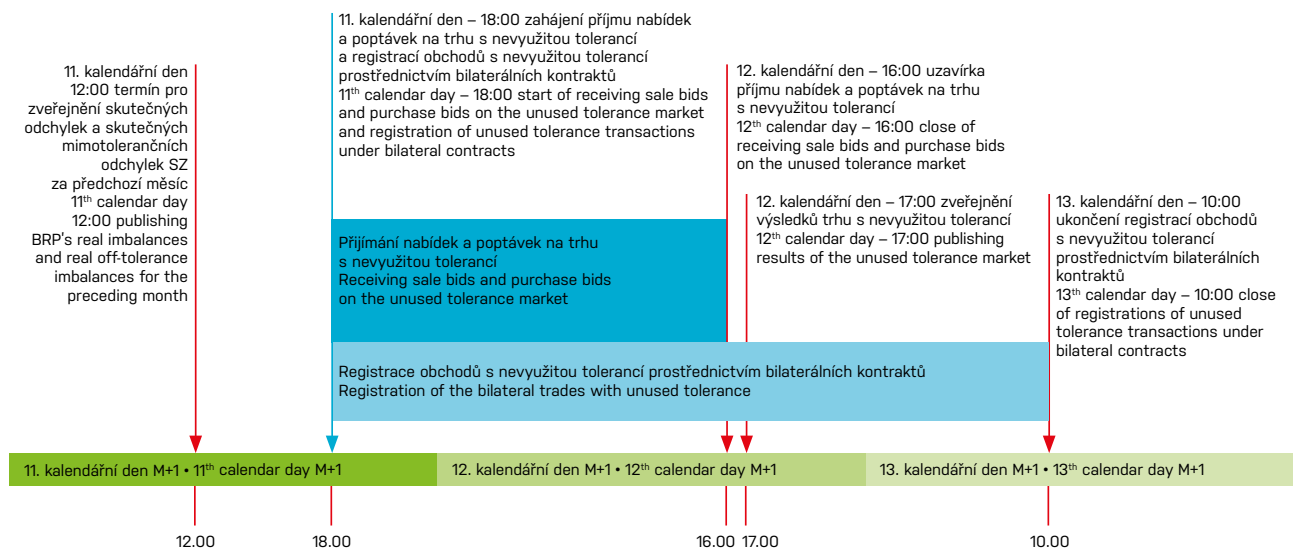 11. kalendářní den
12:00 termín pro
zveřejnění skutečných
odchylek a skutečných
mimotolerančních
odchylek SZ
za předchozí měsíc
11th calendar day
12:00 publishing
BRP's real imbalances
and real off-tolerance
imbalances for the
preceding month
11. kalendářní den – 18:00 zahájení příjmu nabídek
a poptávek na trhu s nevyužitou tolerancí
a registrací obchodů s nevyužitou tolerancí
prostřednictvím bilaterálních kontraktů
11th calendar day – 18:00 start of receiving sale bids
and purchase bids on the unused tolerance market
and registration of unused tolerance transactions
under bilateral contracts
12. kalendářní den – 16:00 uzavírka
příjmu nabídek a poptávek na trhu
s nevyužitou tolerancí
12th calendar day – 16:00 close of
receiving sale bids and purchase bids
on the unused tolerance market
12. kalendářní den – 17:00 zveřejnění
výsledků trhu s nevyužitou tolerancí
12th calendar day – 17:00 publishing
results of the unused tolerance market
13. kalendářní den – 10:00
ukončení registrací obchodů
s nevyužitou tolerancí
prostřednictvím bilaterálních
kontraktů
13th calendar day – 10:00 close
of registrations of unused
tolerance transactions under
bilateral contracts
Přijímání nabídek a poptávek na trhu
s nevyužitou tolerancí
Receiving sale bids and purchase bids
on the unused tolerance market
Registrace obchodů s nevyužitou tolerancí prostřednictvím bilaterálních kontraktů
Registration of the bilateral trades with unused tolerance
11. kalendářní den M+1 • 11th calendar day M+1
12. kalendářní den M+1 • 12th calendar day M+1
13. kalendářní den M+1 • 13th calendar day M+1
12.00
18.00
16.00
17.00
10.00